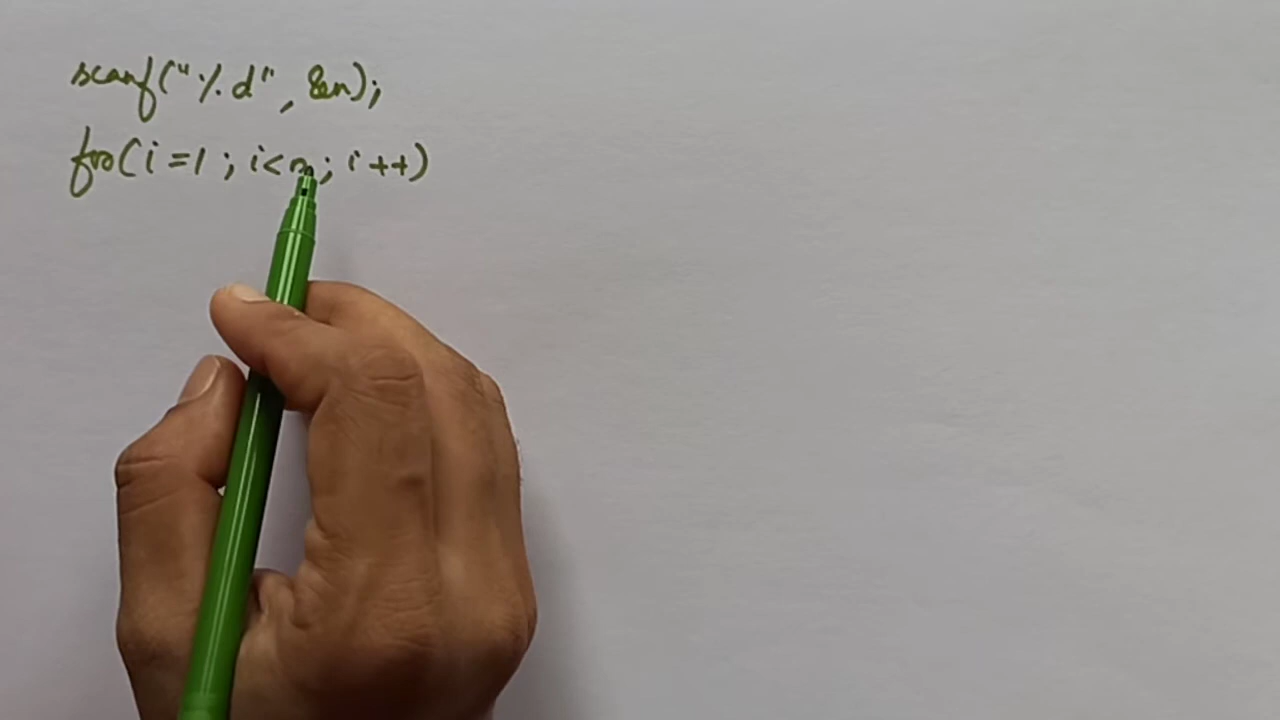 scanf("%d", &n);
for(i=1; i<n; i++)